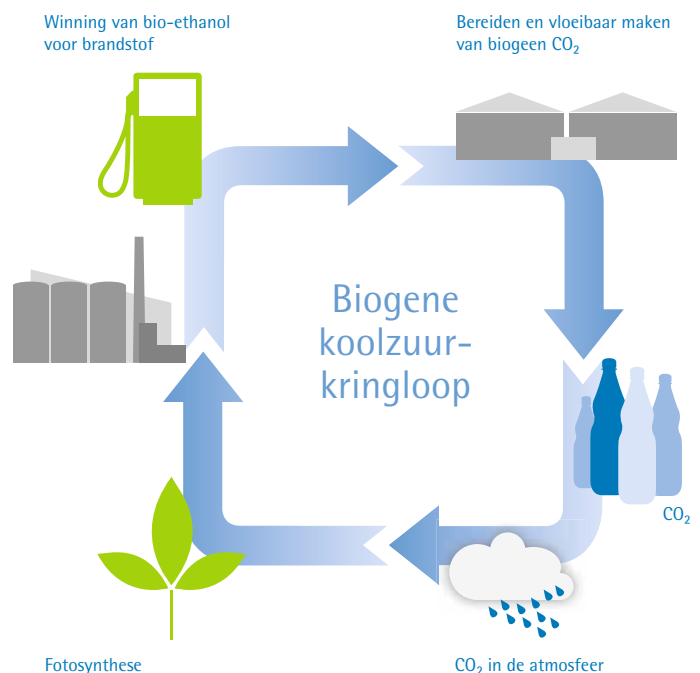 Winning van bio-ethanol
voor brandstof
Bereiden en vloeibaar maken
van biogeen CO₂
Biogene
koolzuur-
kringloop
CO₂
Fotosynthese
CO₂ in de atmosfeer